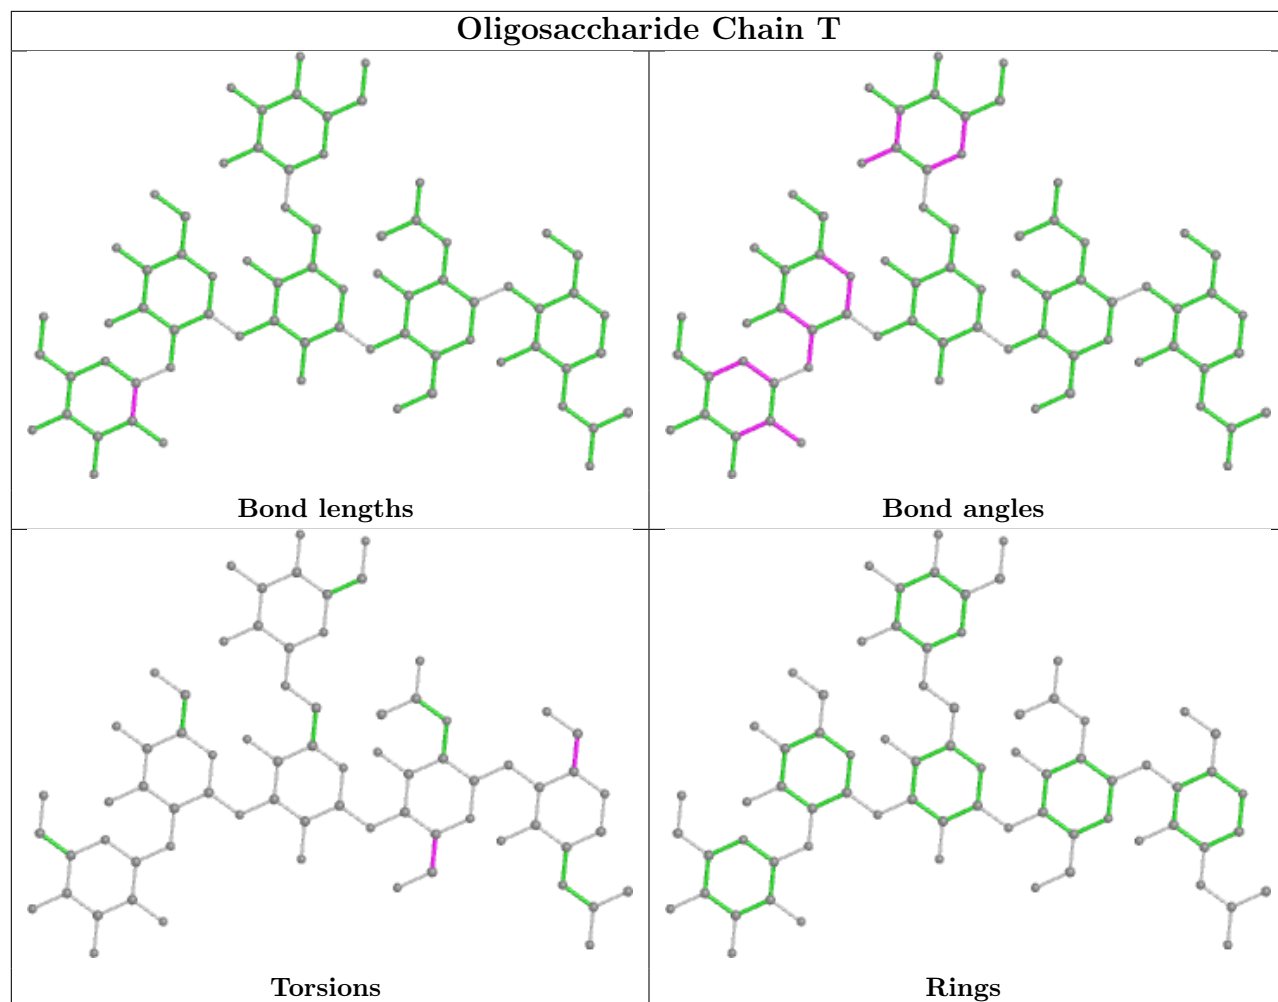 Oligosaccharide Chain T
Bond lengths
Bond angles
Torsions
Rings